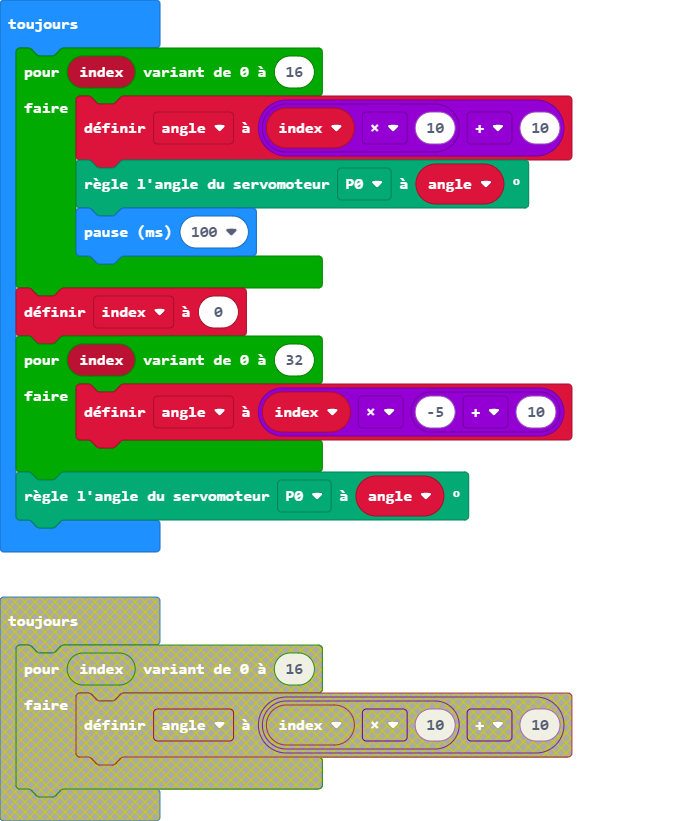 toujours
pour index variant de 0 à 16
faire
définir angle à index × 10 + 10
règle l'angle du servomoteur P0 à angle °
pause (ms) 100
définir index à 0
pour index variant de 0 à 32
faire
définir angle à index × -5 + 10
règle l'angle du servomoteur P0 à angle °
toujours
pour index variant de 0 à 16
faire
définir angle à index × 10 + 10